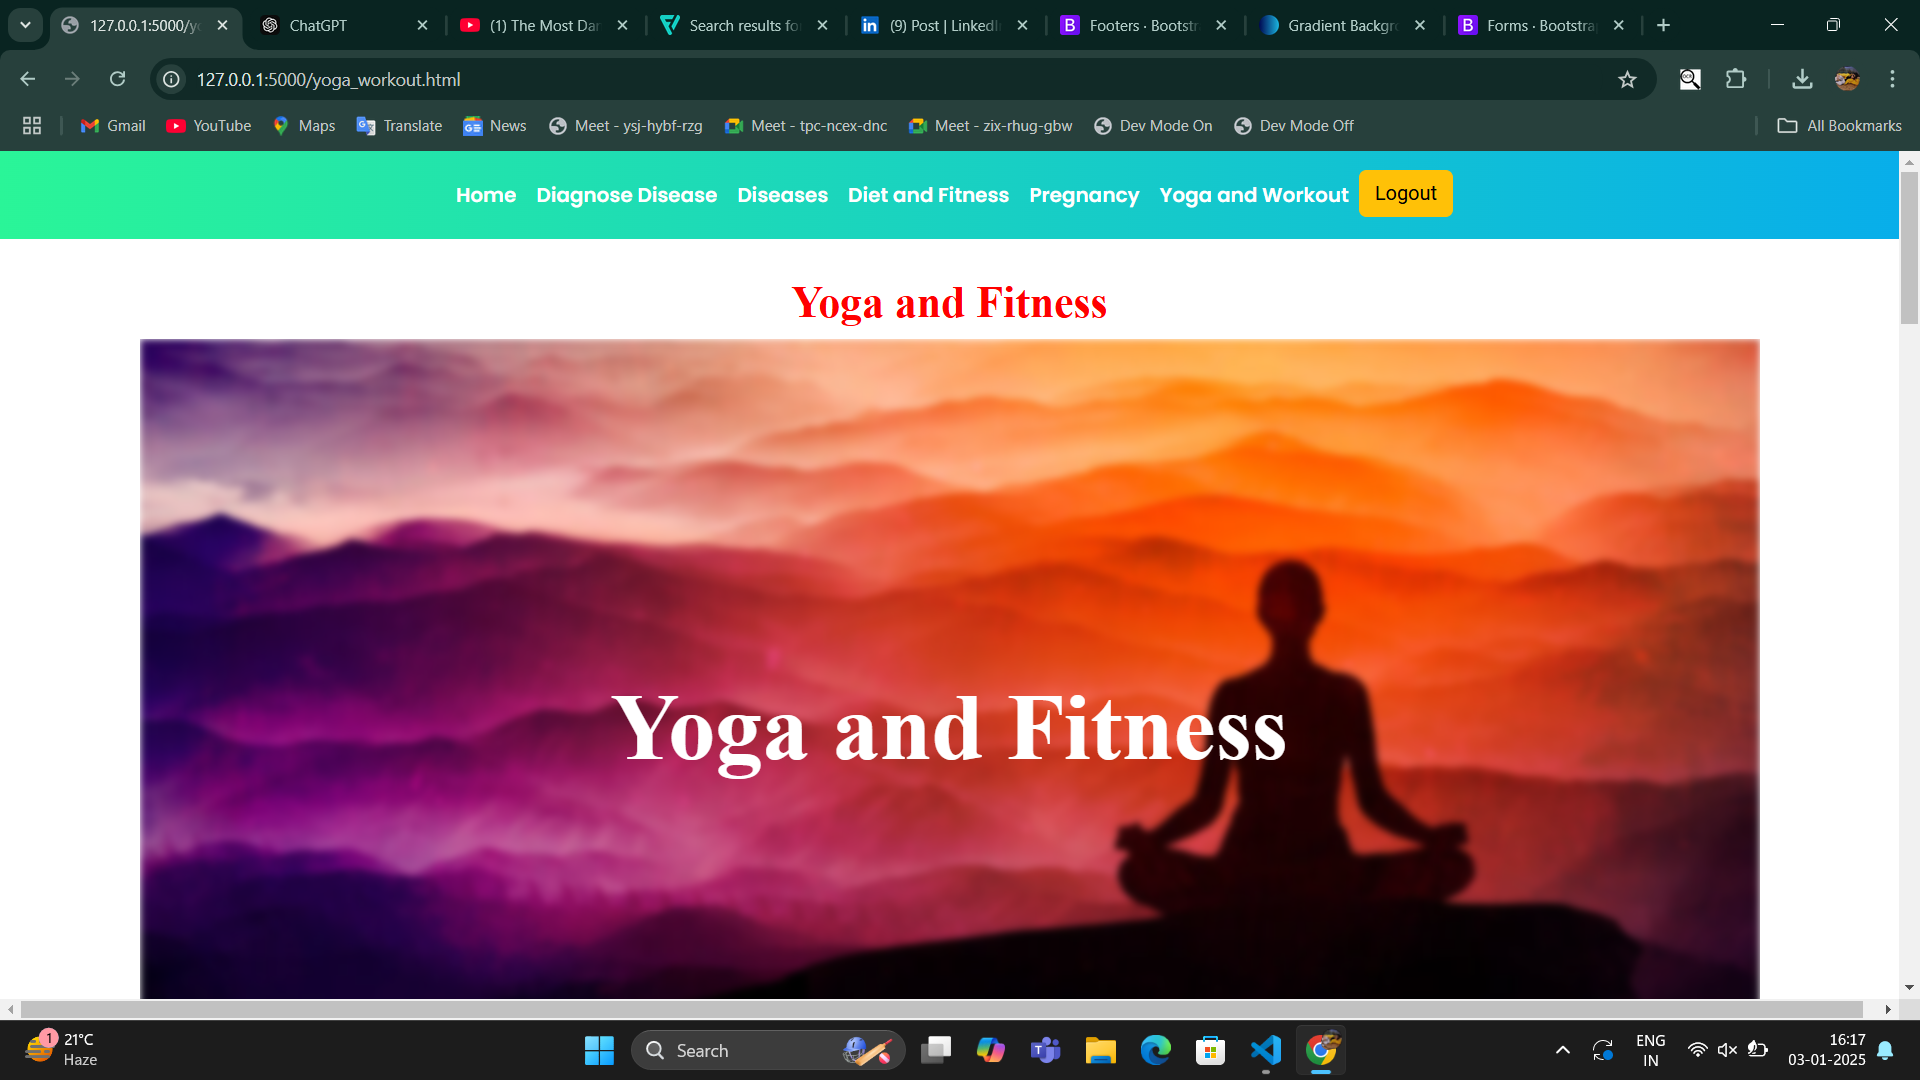 127.0.0.1:5000/yo
ChatGPT
(1) The Most Dar
Search results fo
(9) Post | LinkedI
Footers · Bootstr
Gradient Backgr
Forms · Bootstra
127.0.0.1:5000/yoga_workout.html
Gmail
YouTube
Maps
Translate
News
Meet - ysj-hybf-rzg
Meet - tpc-ncex-dnc
Meet - zix-rhug-gbw
Dev Mode On
Dev Mode Off
All Bookmarks
Home Diagnose Disease Diseases Diet and Fitness Pregnancy Yoga and Workout Logout
Yoga and Fitness
Yoga and Fitness
1
21°C
Haze
Search
ENG
IN
16:17
03-01-2025